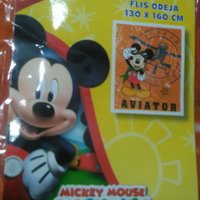 FLIS ODEJA
130 X 160 CM
AVIATOR
MICKEY MOUSE